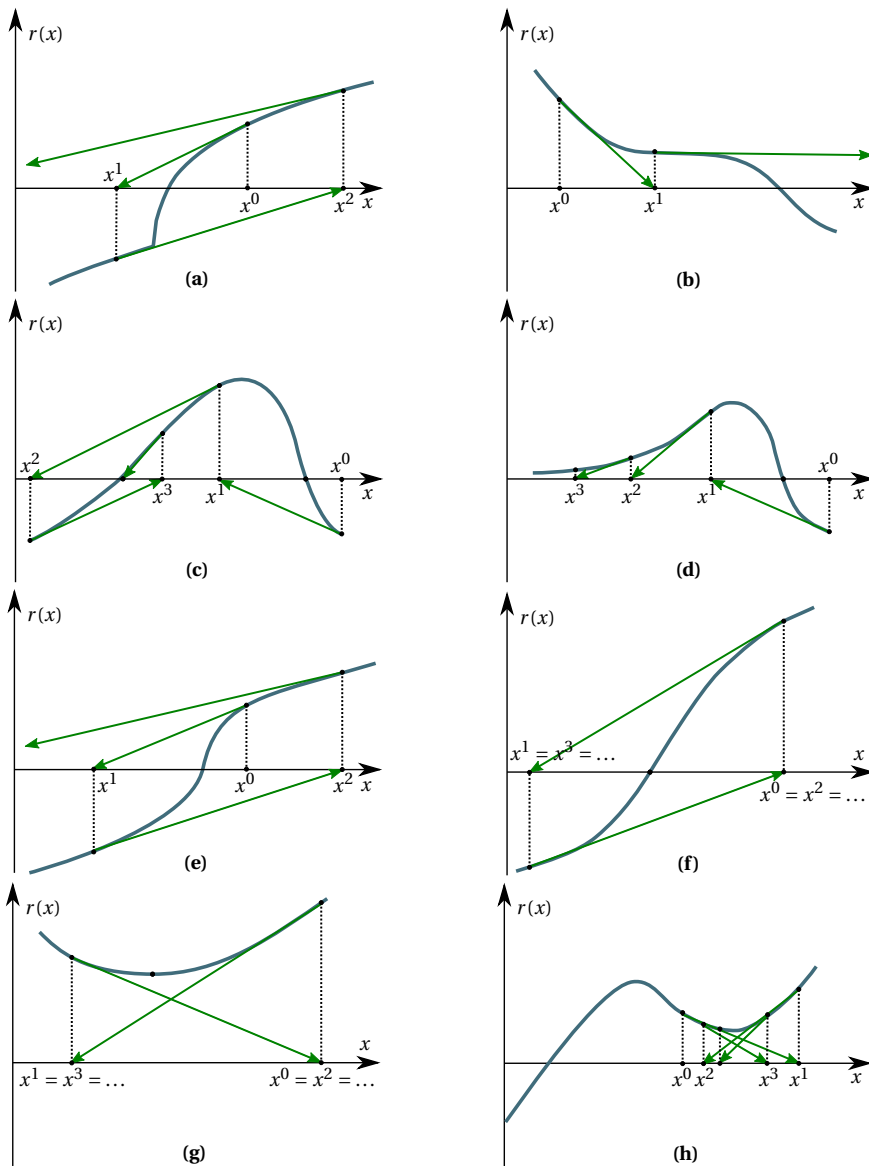 r(x)
x¹
x⁰
x²
x
(a)
r(x)
x⁰
x¹
x
(b)
r(x)
x²
x³
x¹
x⁰
x
(c)
r(x)
x³
x²
x¹
x⁰
x
(d)
r(x)
x¹
x⁰
x²
x
(e)
r(x)
x¹ = x³ = ...
x
x⁰ = x² = ...
(f)
r(x)
x
x¹ = x³ = ...
x⁰ = x² = ...
(g)
r(x)
x⁰
x²
x³
x¹
x
(h)